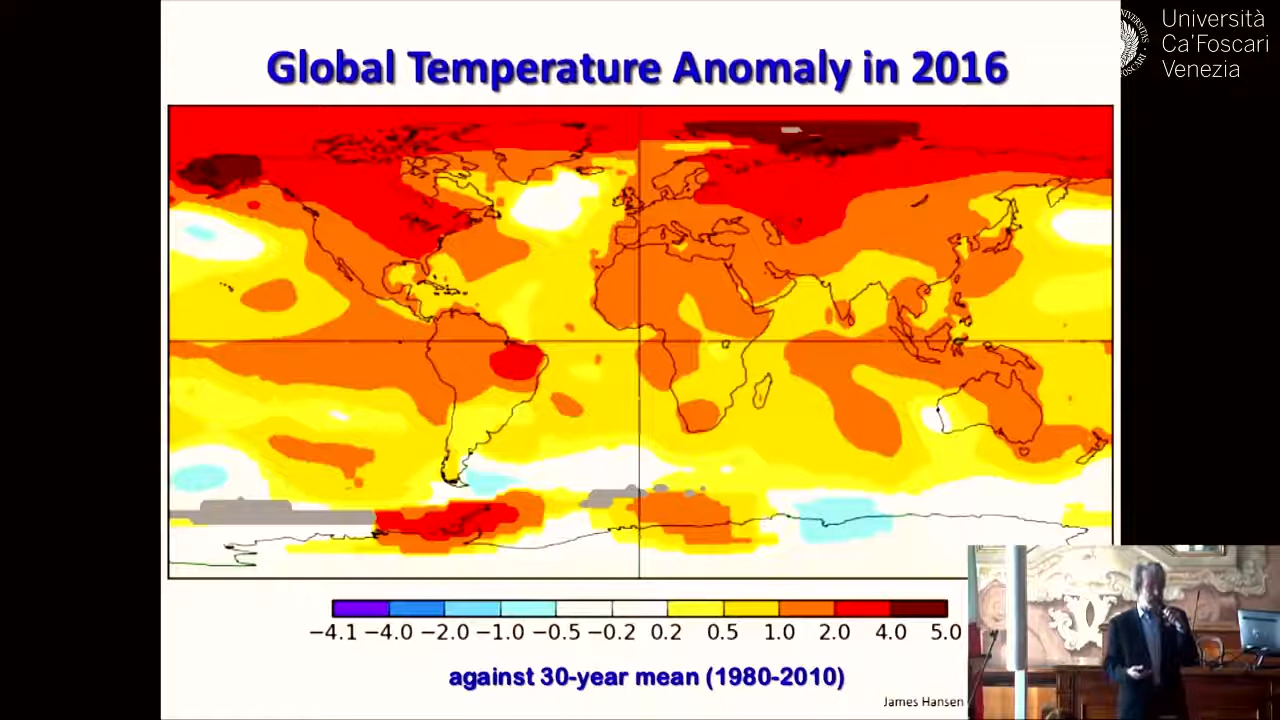 Global Temperature Anomaly in 2016
Università
Ca'Foscari
Venezia
−4.1 −4.0 −2.0 −1.0 −0.5 −0.2 0.2 0.5 1.0 2.0 4.0 5.0
against 30-year mean (1980-2010)
James Hansen